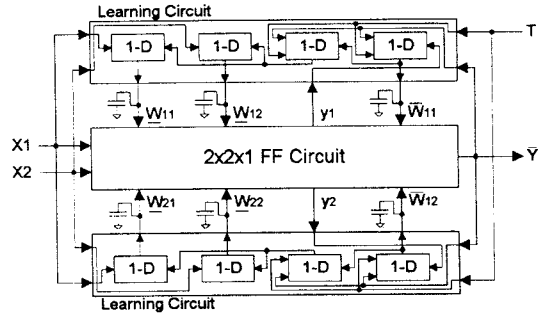 Learning Circuit
1-D 1-D 1-D 1-D
T
W11 W12 y1 W̅11
X1
X2
2x2x1 FF Circuit
Y̅
W21 W22 y2 W̅12
1-D 1-D 1-D 1-D
Learning Circuit